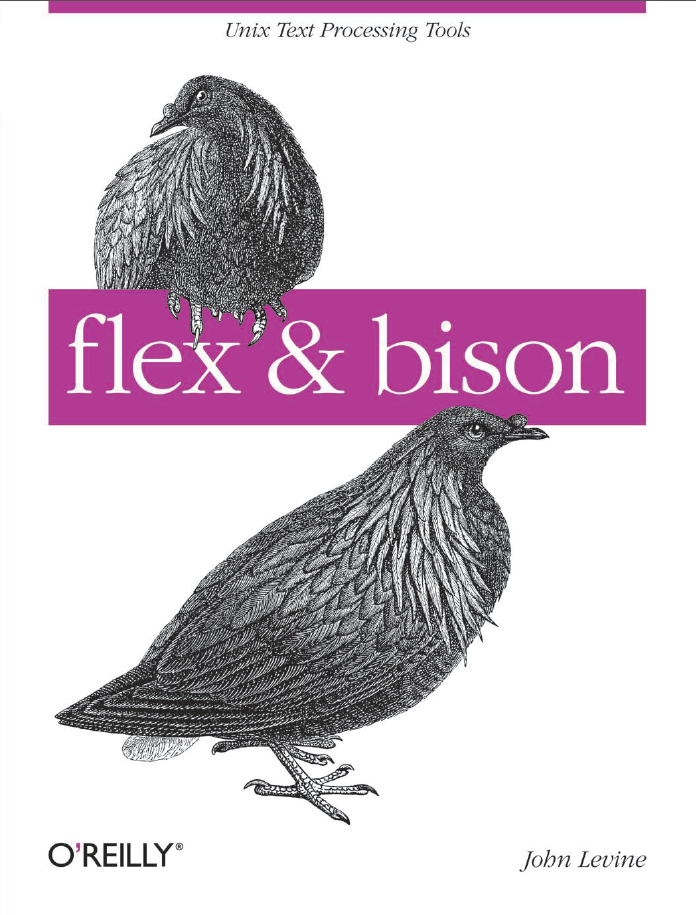 Unix Text Processing Tools
flex & bison
O'REILLY®
John Levine